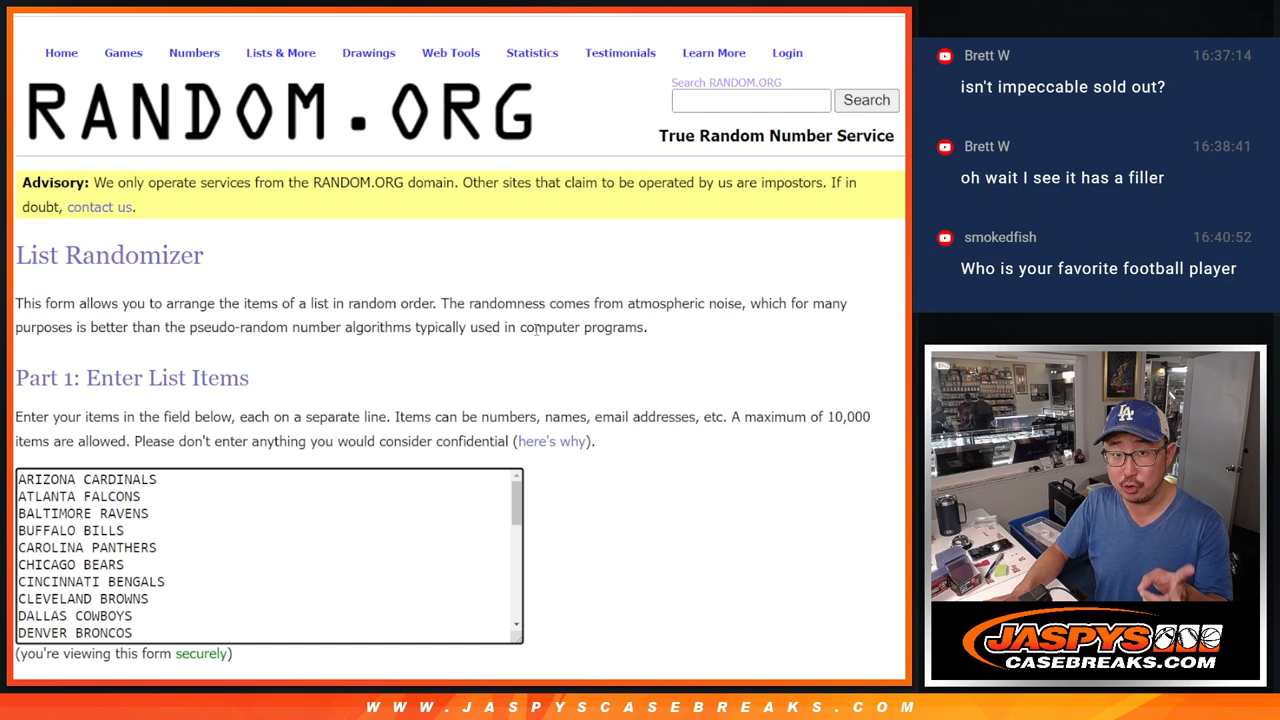 Home Games Numbers Lists & More Drawings Web Tools Statistics Testimonials Learn More Login
RANDOM.ORG
Search RANDOM.ORG
Search
True Random Number Service
Advisory: We only operate services from the RANDOM.ORG domain. Other sites that claim to be operated by us are impostors. If in
doubt, contact us.
List Randomizer
This form allows you to arrange the items of a list in random order. The randomness comes from atmospheric noise, which for many
purposes is better than the pseudo-random number algorithms typically used in computer programs.
Part 1: Enter List Items
Enter your items in the field below, each on a separate line. Items can be numbers, names, email addresses, etc. A maximum of 10,000
items are allowed. Please don't enter anything you would consider confidential (here's why).
ARIZONA CARDINALS
ATLANTA FALCONS
BALTIMORE RAVENS
BUFFALO BILLS
CAROLINA PANTHERS
CHICAGO BEARS
CINCINNATI BENGALS
CLEVELAND BROWNS
DALLAS COWBOYS
DENVER BRONCOS
(you're viewing this form securely)
Brett W 16:37:14
isn't impeccable sold out?
Brett W 16:38:41
oh wait I see it has a filler
smokedfish 16:40:52
Who is your favorite football player
LA
JASPYS
CASEBREAKS.COM
WWW.JASPYSCASEBREAKS.COM